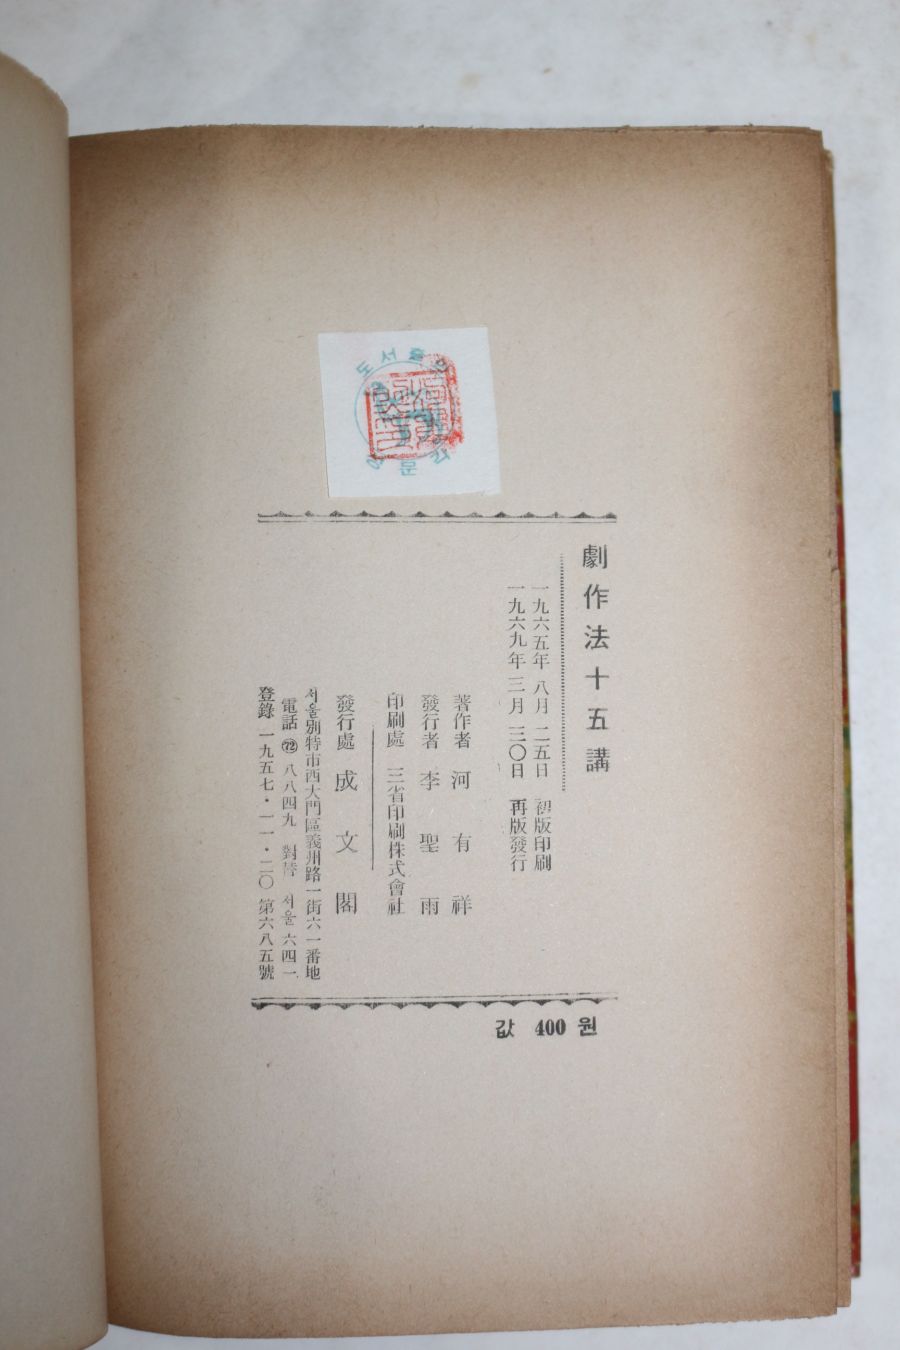 劇作法十五講
一九六五年 八月 二五日 初版印刷
一九六九年 三月 三〇日 再版發行
著作者 河有祥
發行者 李聖雨
印刷處 三省印刷株式會社
發行處 成文閣
서울別特市西大門區義州路一街六一番地
電話 ㊆ 八八四九 對替 서울 六四一
登錄 一九五七・一一・二〇 第六八五號
값 400 원